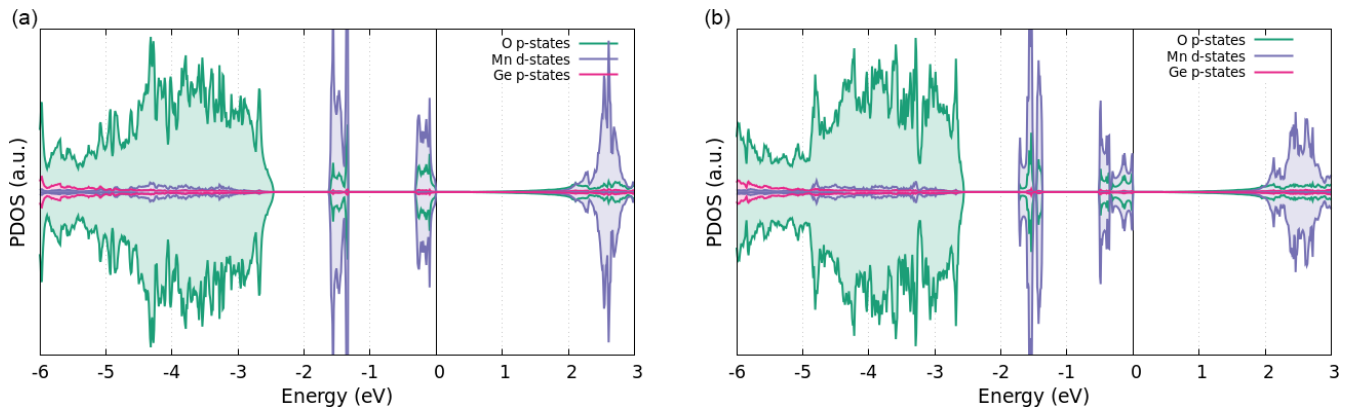 (a)
O p-states
Mn d-states
Ge p-states
PDOS (a.u.)
-6 -5 -4 -3 -2 -1 0 1 2 3
Energy (eV)
(b)
O p-states
Mn d-states
Ge p-states
PDOS (a.u.)
-6 -5 -4 -3 -2 -1 0 1 2 3
Energy (eV)